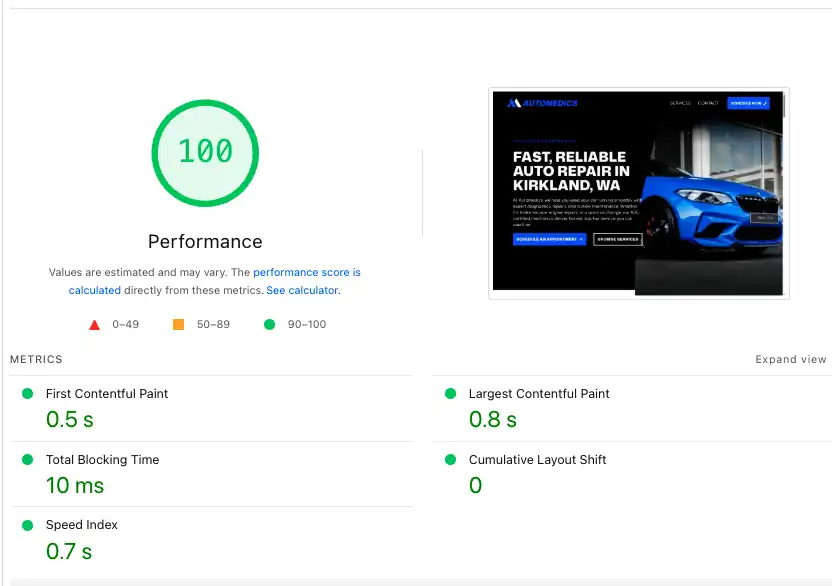 100
Performance
Values are estimated and may vary. The performance score is
calculated directly from these metrics. See calculator.
0–49
50–89
90–100
AUTOMEDICS
SERVICES
CONTACT
SCHEDULE NOW
FAST, RELIABLE
AUTO REPAIR IN
KIRKLAND, WA
SCHEDULE AN APPOINTMENT
BROWSE SERVICES
METRICS
Expand view
First Contentful Paint
0.5 s
Largest Contentful Paint
0.8 s
Total Blocking Time
10 ms
Cumulative Layout Shift
0
Speed Index
0.7 s